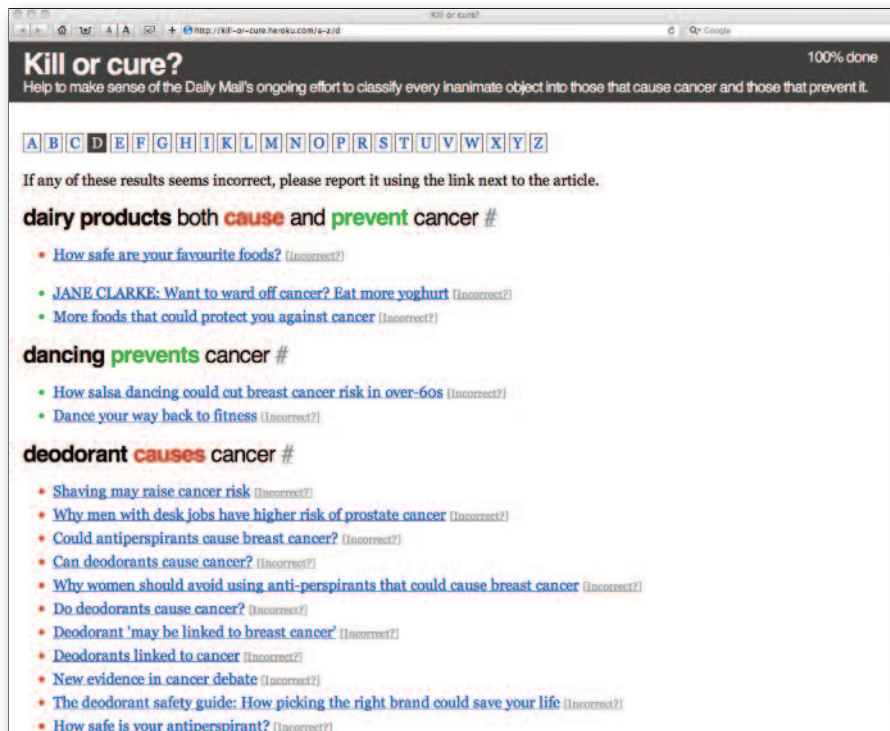 Kill or cure?
A A + http://kill-or-cure.heroku.com/a-z/d Google
Kill or cure? 100% done
Help to make sense of the Daily Mail's ongoing effort to classify every inanimate object into those that cause cancer and those that prevent it.
A B C D E F G H I K L M N O P R S T U V W X Y Z
If any of these results seems incorrect, please report it using the link next to the article.
dairy products both cause and prevent cancer #
How safe are your favourite foods? [Incorrect?]
JANE CLARKE: Want to ward off cancer? Eat more yoghurt [Incorrect?]
More foods that could protect you against cancer [Incorrect?]
dancing prevents cancer #
How salsa dancing could cut breast cancer risk in over-60s [Incorrect?]
Dance your way back to fitness [Incorrect?]
deodorant causes cancer #
Shaving may raise cancer risk [Incorrect?]
Why men with desk jobs have higher risk of prostate cancer [Incorrect?]
Could antiperspirants cause breast cancer? [Incorrect?]
Can deodorants cause cancer? [Incorrect?]
Why women should avoid using anti-perspirants that could cause breast cancer [Incorrect?]
Do deodorants cause cancer? [Incorrect?]
Deodorant 'may be linked to breast cancer' [Incorrect?]
Deodorants linked to cancer [Incorrect?]
New evidence in cancer debate [Incorrect?]
The deodorant safety guide: How picking the right brand could save your life [Incorrect?]
How safe is your antiperspirant? [Incorrect?]